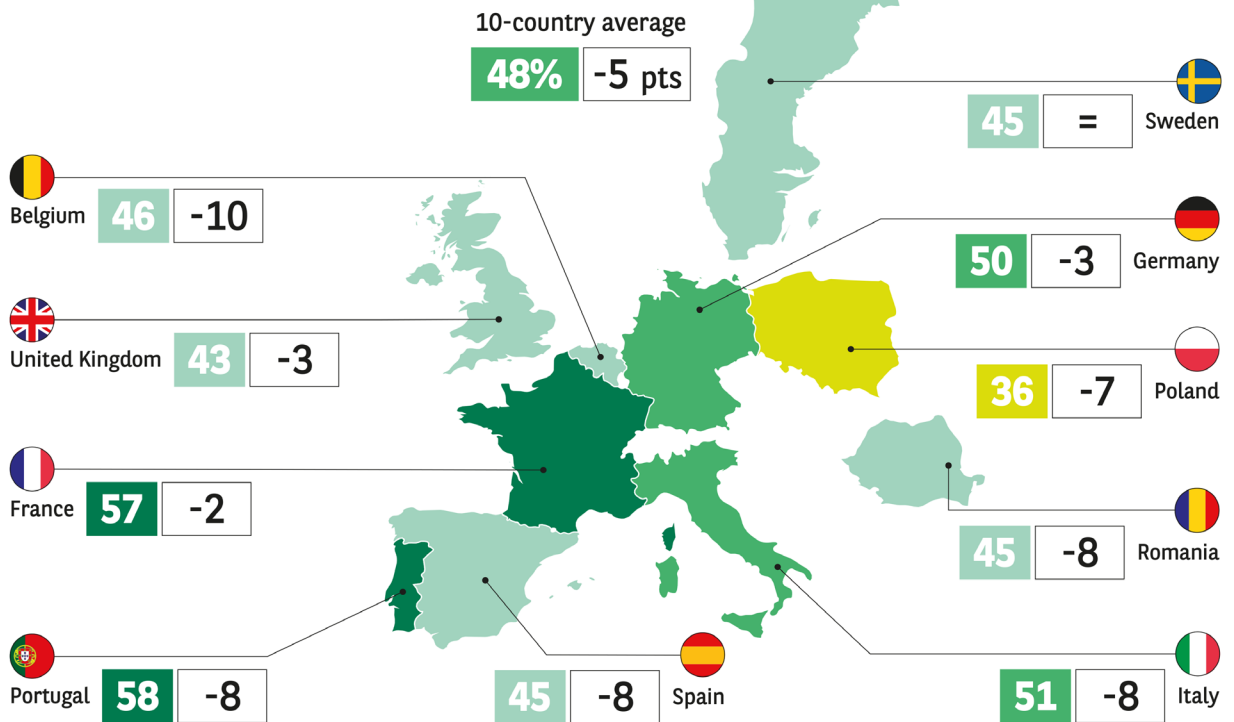 10-country average
48% -5 pts
45 =
Sweden
Belgium 46 -10
50 -3 Germany
United Kingdom 43 -3
36 -7 Poland
France 57 -2
45 -8 Romania
Portugal 58 -8
45 -8 Spain
51 -8 Italy